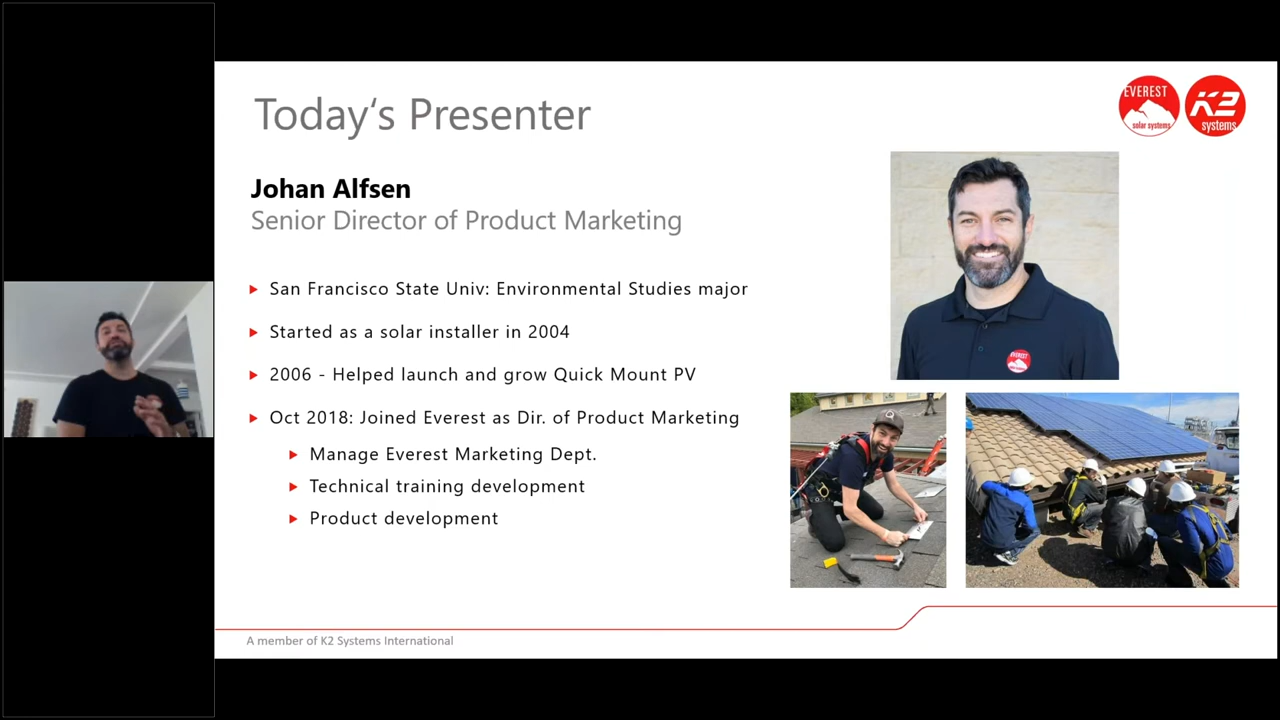 Today‘s Presenter
EVEREST
solar systems
K2
systems
Johan Alfsen
Senior Director of Product Marketing
San Francisco State Univ: Environmental Studies major
Started as a solar installer in 2004
2006 - Helped launch and grow Quick Mount PV
Oct 2018: Joined Everest as Dir. of Product Marketing
Manage Everest Marketing Dept.
Technical training development
Product development
EVEREST
A member of K2 Systems International